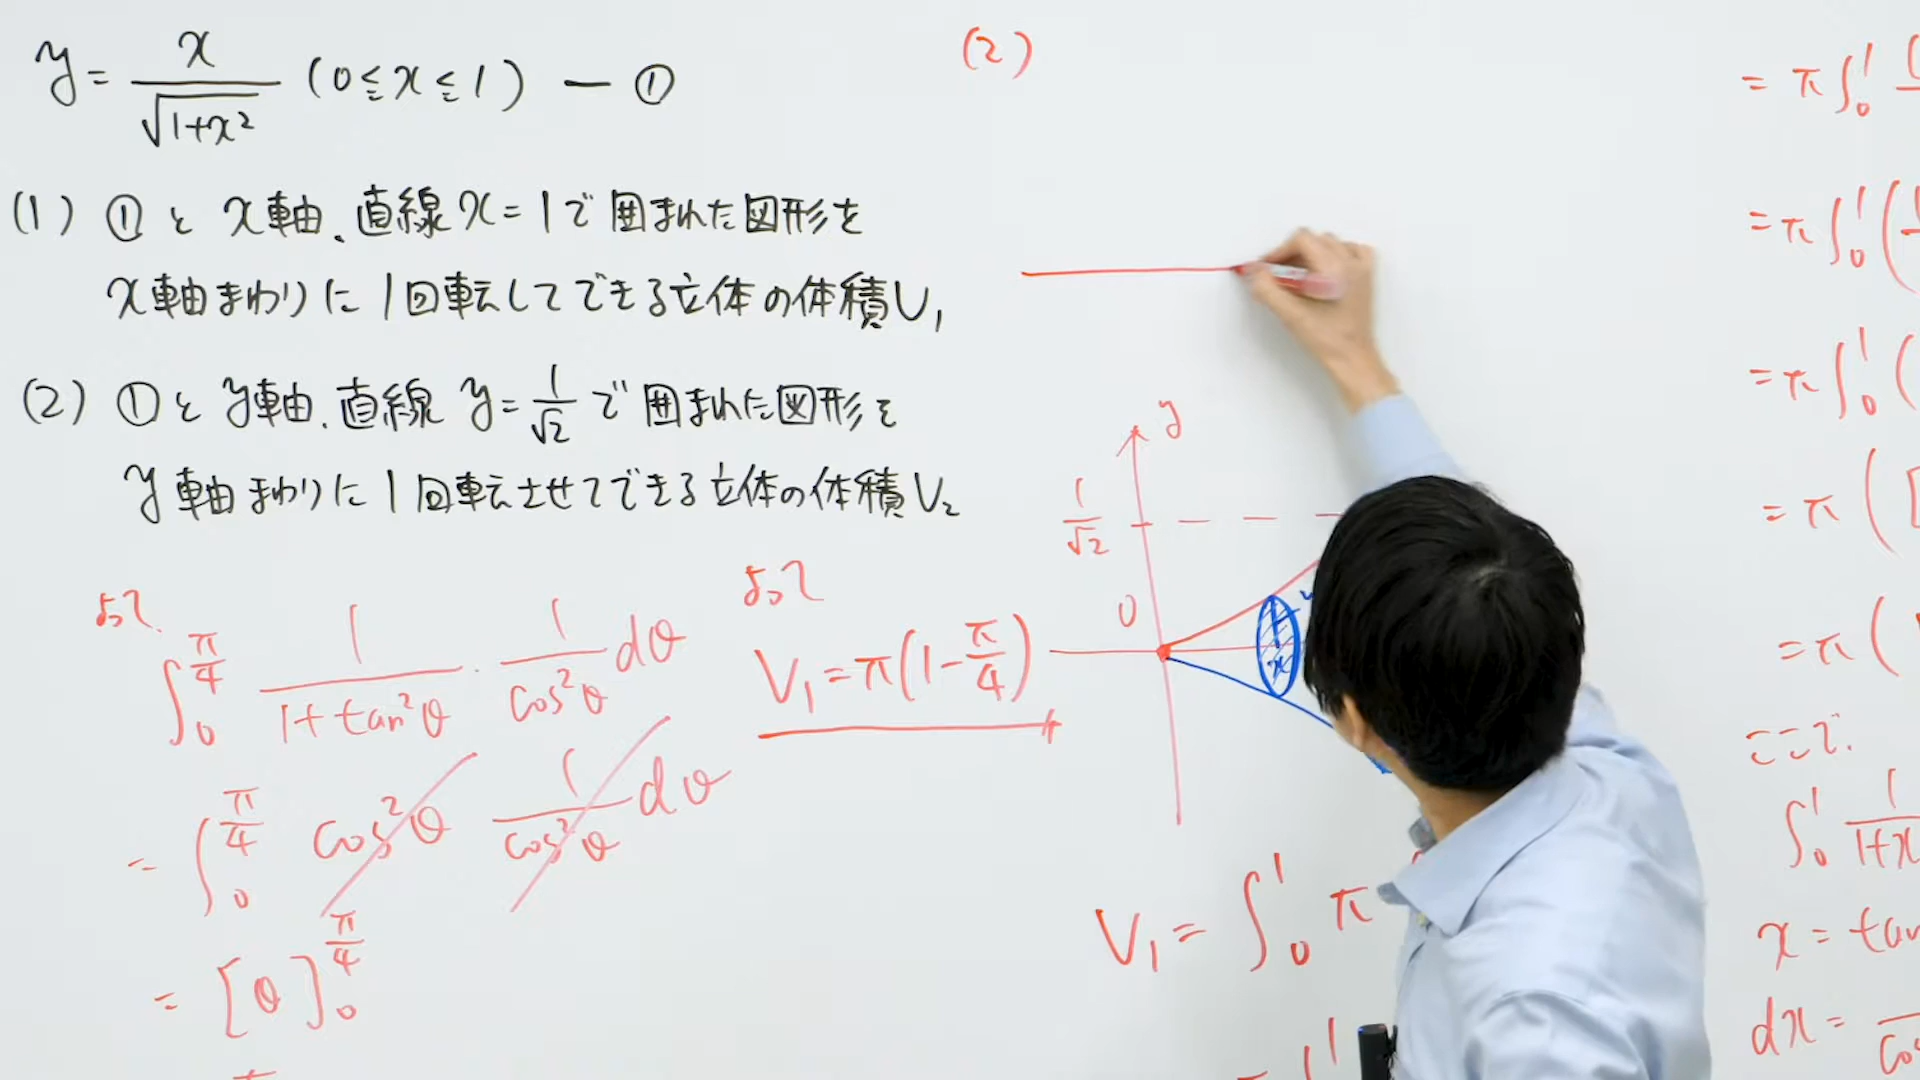 y = x/√(1+x²) (0≦x≦1) ― ①
(1) ①と x軸、直線 x=1で囲まれた図形を
x軸まわりに1回転してできる立体の体積V₁
(2) ①と y軸、直線 y=1/√2 で囲まれた図形を
y軸まわりに1回転させてできる立体の体積V₂
よって、
∫₀^{π/4} 1/(1+tan²θ) · 1/cos²θ dθ
= ∫₀^{π/4} cos²θ 1/cos²θ dθ
= [θ]₀^{π/4}
よって
V₁ = π(1-π/4)
(2)
y
1/√2
0
x
V₁ = ∫₀¹ π
= π∫₀¹
= π∫₀¹(
= π∫₀¹(
= π([
= π(
ここで、
∫₀¹ 1/(1+x
x = tan
dx =